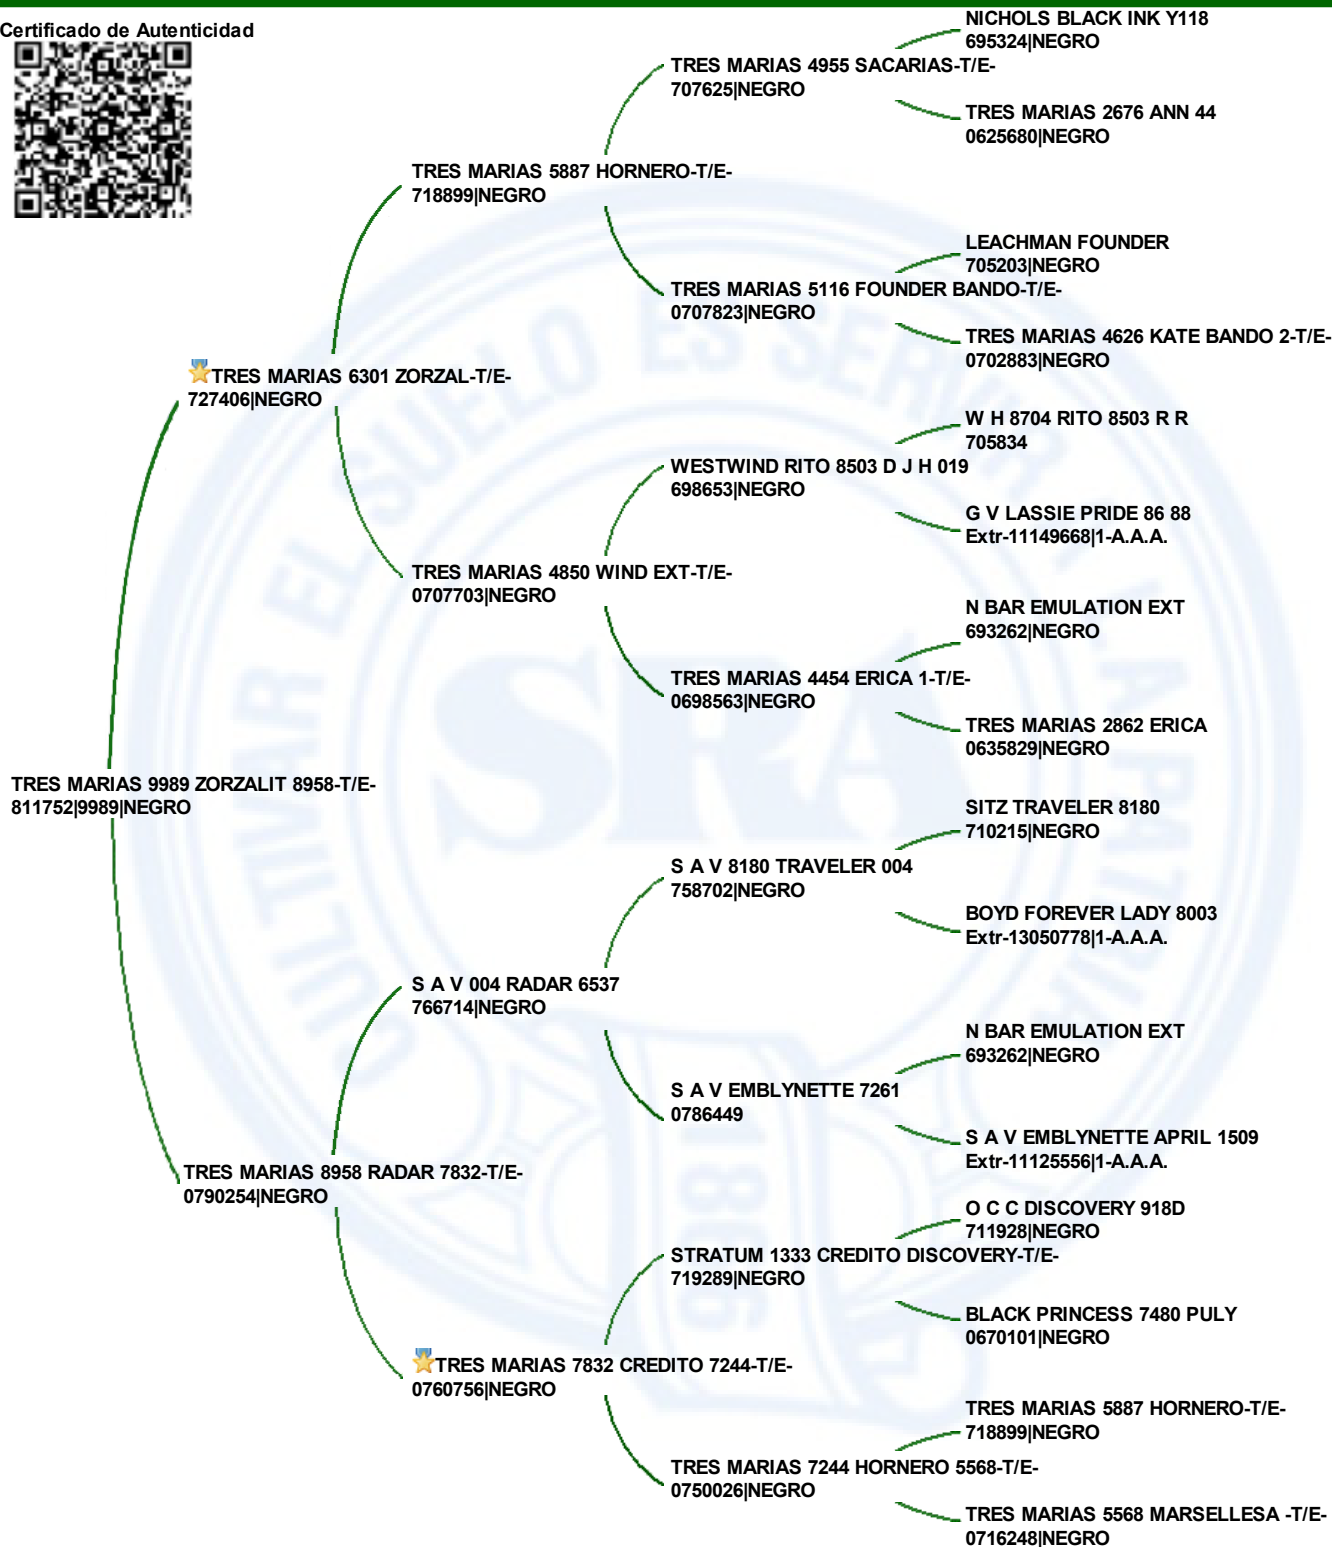 Certificado de Autenticidad
NICHOLS BLACK INK Y118
695324|NEGRO
TRES MARIAS 4955 SACARIAS-T/E-
707625|NEGRO
TRES MARIAS 2676 ANN 44
0625680|NEGRO
TRES MARIAS 5887 HORNERO-T/E-
718899|NEGRO
LEACHMAN FOUNDER
705203|NEGRO
TRES MARIAS 5116 FOUNDER BANDO-T/E-
0707823|NEGRO
TRES MARIAS 4626 KATE BANDO 2-T/E-
0702883|NEGRO
TRES MARIAS 6301 ZORZAL-T/E-
727406|NEGRO
W H 8704 RITO 8503 R R
705834
WESTWIND RITO 8503 D J H 019
698653|NEGRO
G V LASSIE PRIDE 86 88
Extr-11149668|1-A.A.A.
TRES MARIAS 4850 WIND EXT-T/E-
0707703|NEGRO
N BAR EMULATION EXT
693262|NEGRO
TRES MARIAS 4454 ERICA 1-T/E-
0698563|NEGRO
TRES MARIAS 2862 ERICA
0635829|NEGRO
TRES MARIAS 9989 ZORZALIT 8958-T/E-
811752|9989|NEGRO
SITZ TRAVELER 8180
710215|NEGRO
S A V 8180 TRAVELER 004
758702|NEGRO
BOYD FOREVER LADY 8003
Extr-13050778|1-A.A.A.
S A V 004 RADAR 6537
766714|NEGRO
N BAR EMULATION EXT
693262|NEGRO
S A V EMBLYNETTE 7261
0786449
S A V EMBLYNETTE APRIL 1509
Extr-11125556|1-A.A.A.
TRES MARIAS 8958 RADAR 7832-T/E-
0790254|NEGRO
O C C DISCOVERY 918D
711928|NEGRO
STRATUM 1333 CREDITO DISCOVERY-T/E-
719289|NEGRO
BLACK PRINCESS 7480 PULY
0670101|NEGRO
TRES MARIAS 7832 CREDITO 7244-T/E-
0760756|NEGRO
TRES MARIAS 5887 HORNERO-T/E-
718899|NEGRO
TRES MARIAS 7244 HORNERO 5568-T/E-
0750026|NEGRO
TRES MARIAS 5568 MARSELLESA -T/E-
0716248|NEGRO
CULTIVAR EL SUELO ES SERVIR A LA PATRIA
SRA
1866